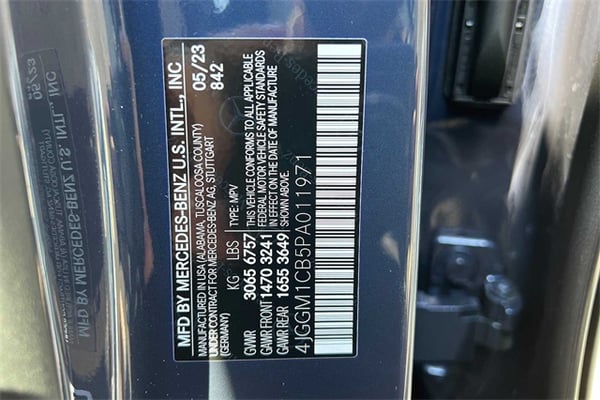 MFD BY MERCEDES-BENZ U.S. INTL., INC
MANUFACTURED IN USA (ALABAMA, TUSCALOOSA COUNTY)
UNDER CONTRACT FOR MERCEDES-BENZ AG, STUTTGART
(GERMANY)
05/23
842
KG LBS TYPE: MPV
GVWR 3065 6757
GAWR FRONT 1470 3241
GAWR REAR 1655 3649
THIS VEHICLE CONFORMS TO ALL APPLICABLE
FEDERAL MOTOR VEHICLE SAFETY STANDARDS
IN EFFECT ON THE DATE OF MANUFACTURE
SHOWN ABOVE.
4JGGM1CB5PA011971